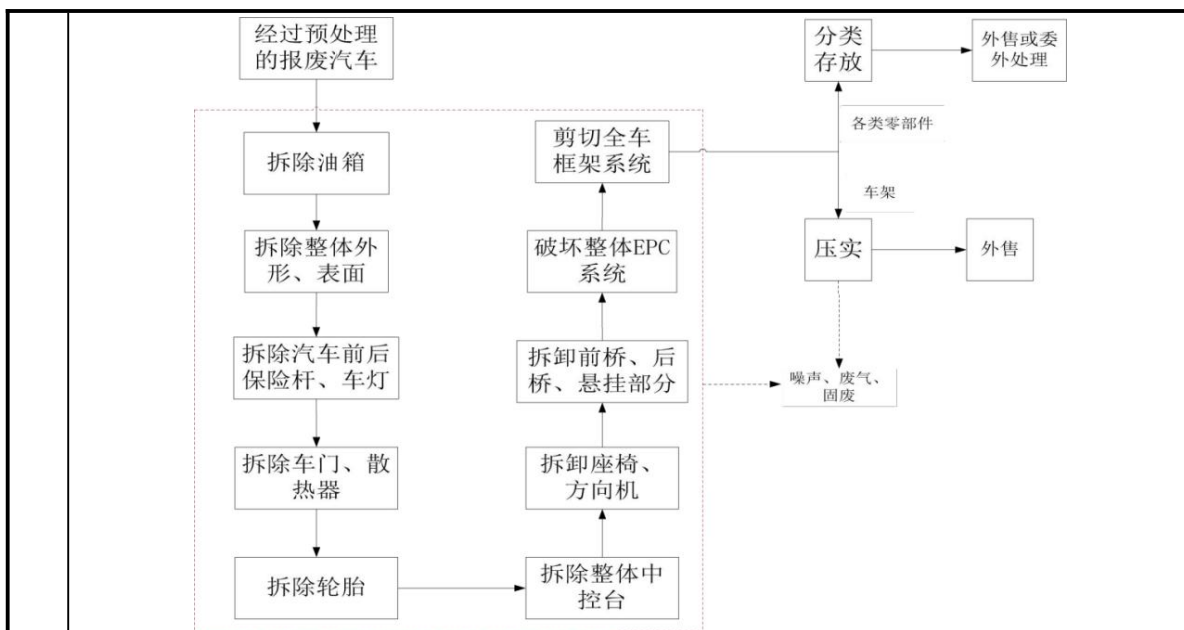 经过预处理
的报废汽车
拆除油箱
拆除整体外
形、表面
拆除汽车前后
保险杆、车灯
拆除车门、散
热器
拆除轮胎
拆除整体中
控台
拆卸座椅、
方向机
拆卸前桥、后
桥、悬挂部分
破坏整体EPC
系统
剪切全车
框架系统
各类零部件
分类
存放
外售或委
外处理
车架
压实
外售
噪声、废气、
固废